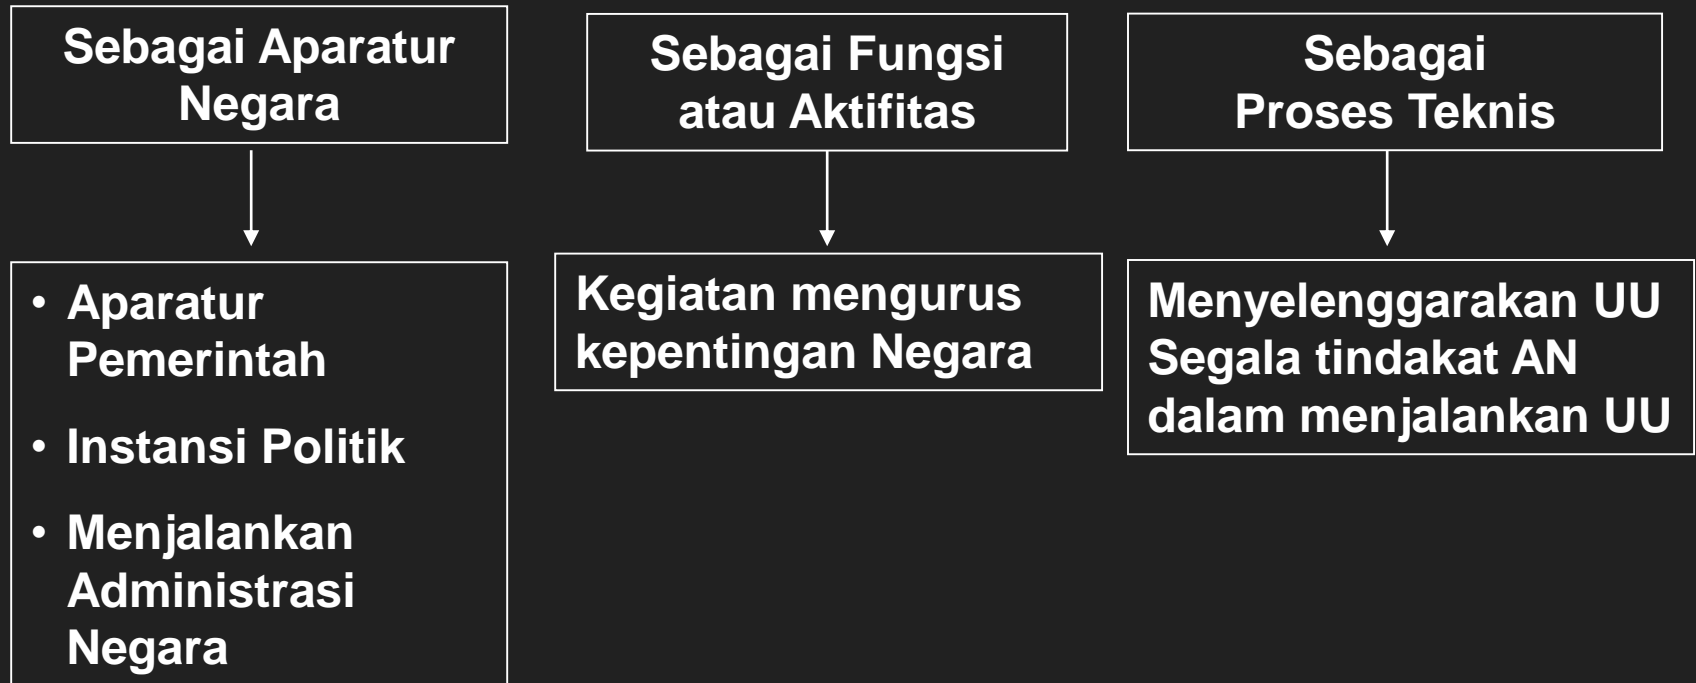 Sebagai Aparatur
Negara
Sebagai Fungsi
atau Aktifitas
Sebagai
Proses Teknis
• Aparatur
Pemerintah
• Instansi Politik
• Menjalankan
Administrasi
Negara
Kegiatan mengurus
kepentingan Negara
Menyelenggarakan UU
Segala tindakat AN
dalam menjalankan UU